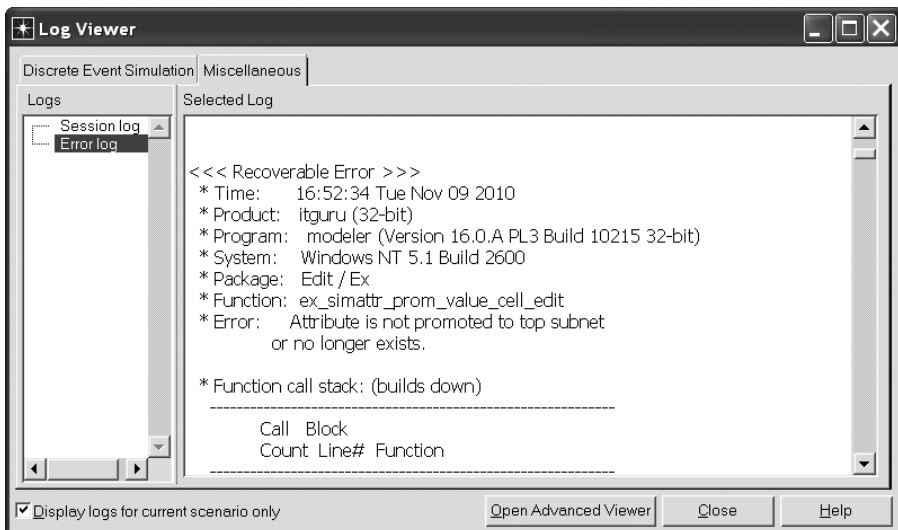 Log Viewer
Discrete Event Simulation Miscellaneous
Logs
Session log
Error log
Selected Log
<<< Recoverable Error >>>
* Time: 16:52:34 Tue Nov 09 2010
* Product: itguru (32-bit)
* Program: modeler (Version 16.0.A PL3 Build 10215 32-bit)
* System: Windows NT 5.1 Build 2600
* Package: Edit / Ex
* Function: ex_simattr_prom_value_cell_edit
* Error: Attribute is not promoted to top subnet
or no longer exists.
* Function call stack: (builds down)
------------------------------------------------------------
Call Block
Count Line# Function
------------------------------------------------------------
Display logs for current scenario only
Open Advanced Viewer
Close
Help